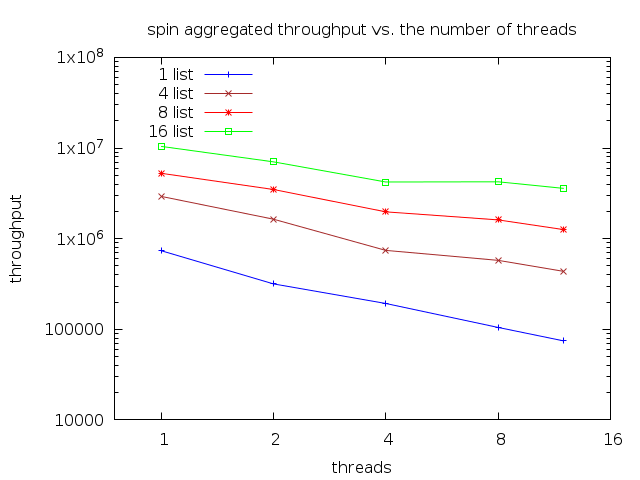 spin aggregated throughput vs. the number of threads
1x10^8
1 list
4 list
8 list
16 list
1x10^7
throughput
1x10^6
100000
10000
1 2 4 8 16
threads